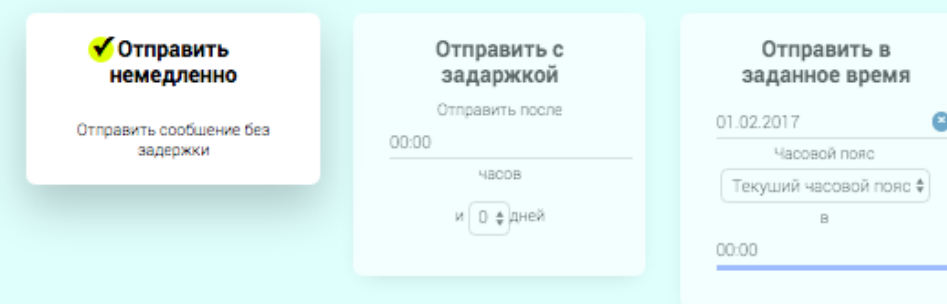 Отправить
немедленно
Отправить сообщение без
задержки
Отправить с
задаржкой
Отправить после
00:00
часов
и 0 дней
Отправить в
заданное время
01.02.2017
Часовой пояс
Текуший часовой пояс
в
00:00